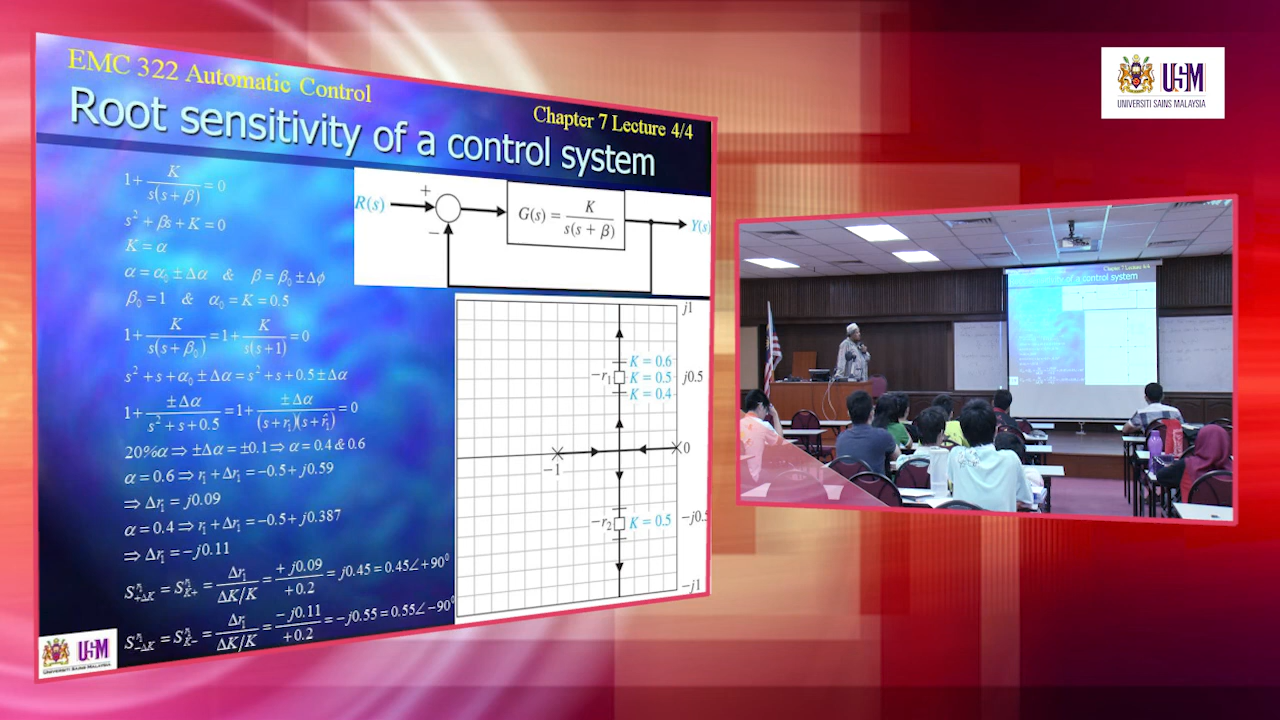 EMC 322 Automatic Control
Chapter 7 Lecture 4/4
Root sensitivity of a control system
1+ K/(s(s+β)) = 0
s² + βs + K = 0
K = α
α = α₀ ± Δα & β = β₀ ± Δϕ
β₀ = 1 & α₀ = K = 0.5
1+ K/(s(s+β₀)) = 1+ K/(s(s+1)) = 0
s² + s + α₀ ± Δα = s² + s + 0.5 ± Δα
1+ ±Δα/(s² + s + 0.5) = 1+ ±Δα/((s+r₁)(s+r̂₁)) = 0
20%α ⇒ ±Δα = ±0.1 ⇒ α = 0.4 & 0.6
α = 0.6 ⇒ r₁ + Δr₁ = −0.5 + j0.59
⇒ Δr₁ = j0.09
α = 0.4 ⇒ r₁ + Δr₁ = −0.5 + j0.387
⇒ Δr₁ = −j0.11
S^r₁_+ΔK = S^r₁_K+ = Δr₁/(ΔK/K) = +j0.09/+0.2 = j0.45 = 0.45∠+90⁰
S^r₁_−ΔK = S^r₁_K− = Δr₁/(ΔK/K) = −j0.11/+0.2 = −j0.55 = 0.55∠−90⁰
R(s)
+
−
G(s) = K/(s(s + β))
Y(s)
j1
K = 0.6
−r₁
K = 0.5
j0.5
K = 0.4
0
−1
−r₂
K = 0.5
−j0.5
−j1
USM
UNIVERSITI SAINS MALAYSIA
USM
UNIVERSITI SAINS MALAYSIA
Chapter 7 Lecture 4/4
of a control system